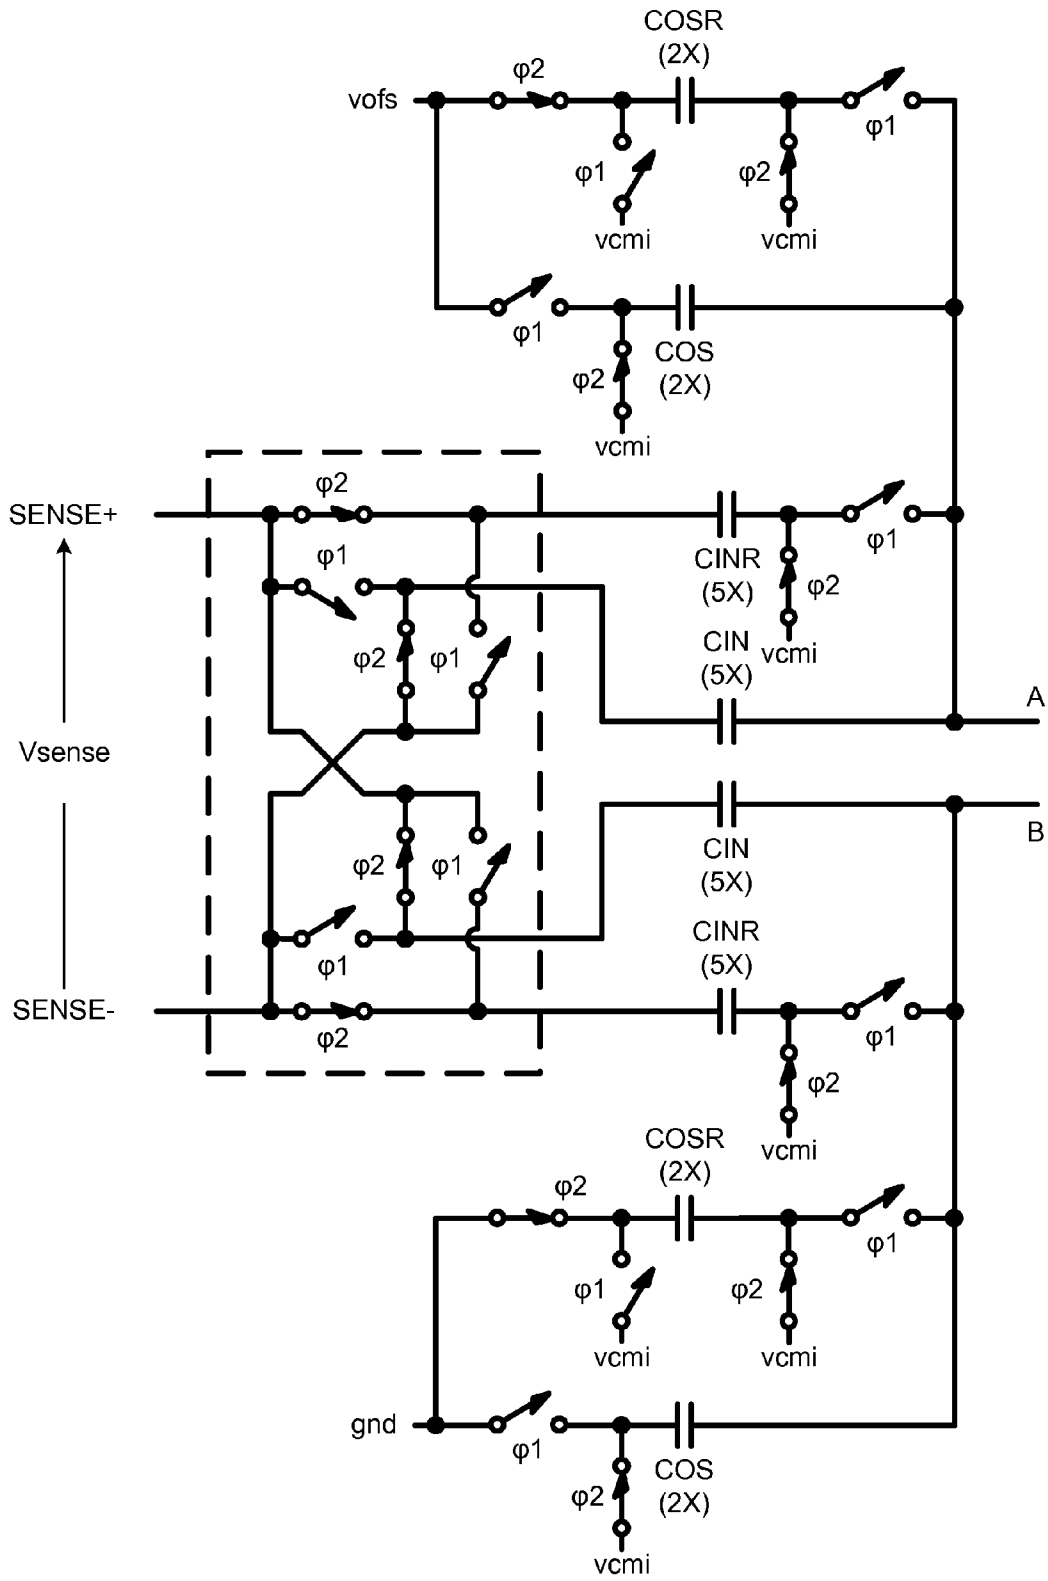 COSR
(2X)
φ2
vofs
φ1
φ1
φ2
vcmi
vcmi
φ1
COS
(2X)
φ2
vcmi
φ2
SENSE+
φ1
φ1
CINR
(5X)
φ2
CIN
(5X)
vcmi
φ2
φ1
A
Vsense
B
φ2
φ1
CIN
(5X)
CINR
(5X)
φ1
SENSE-
φ2
φ1
φ2
vcmi
COSR
(2X)
φ2
φ1
φ1
φ2
vcmi
vcmi
gnd
φ1
COS
(2X)
φ2
vcmi